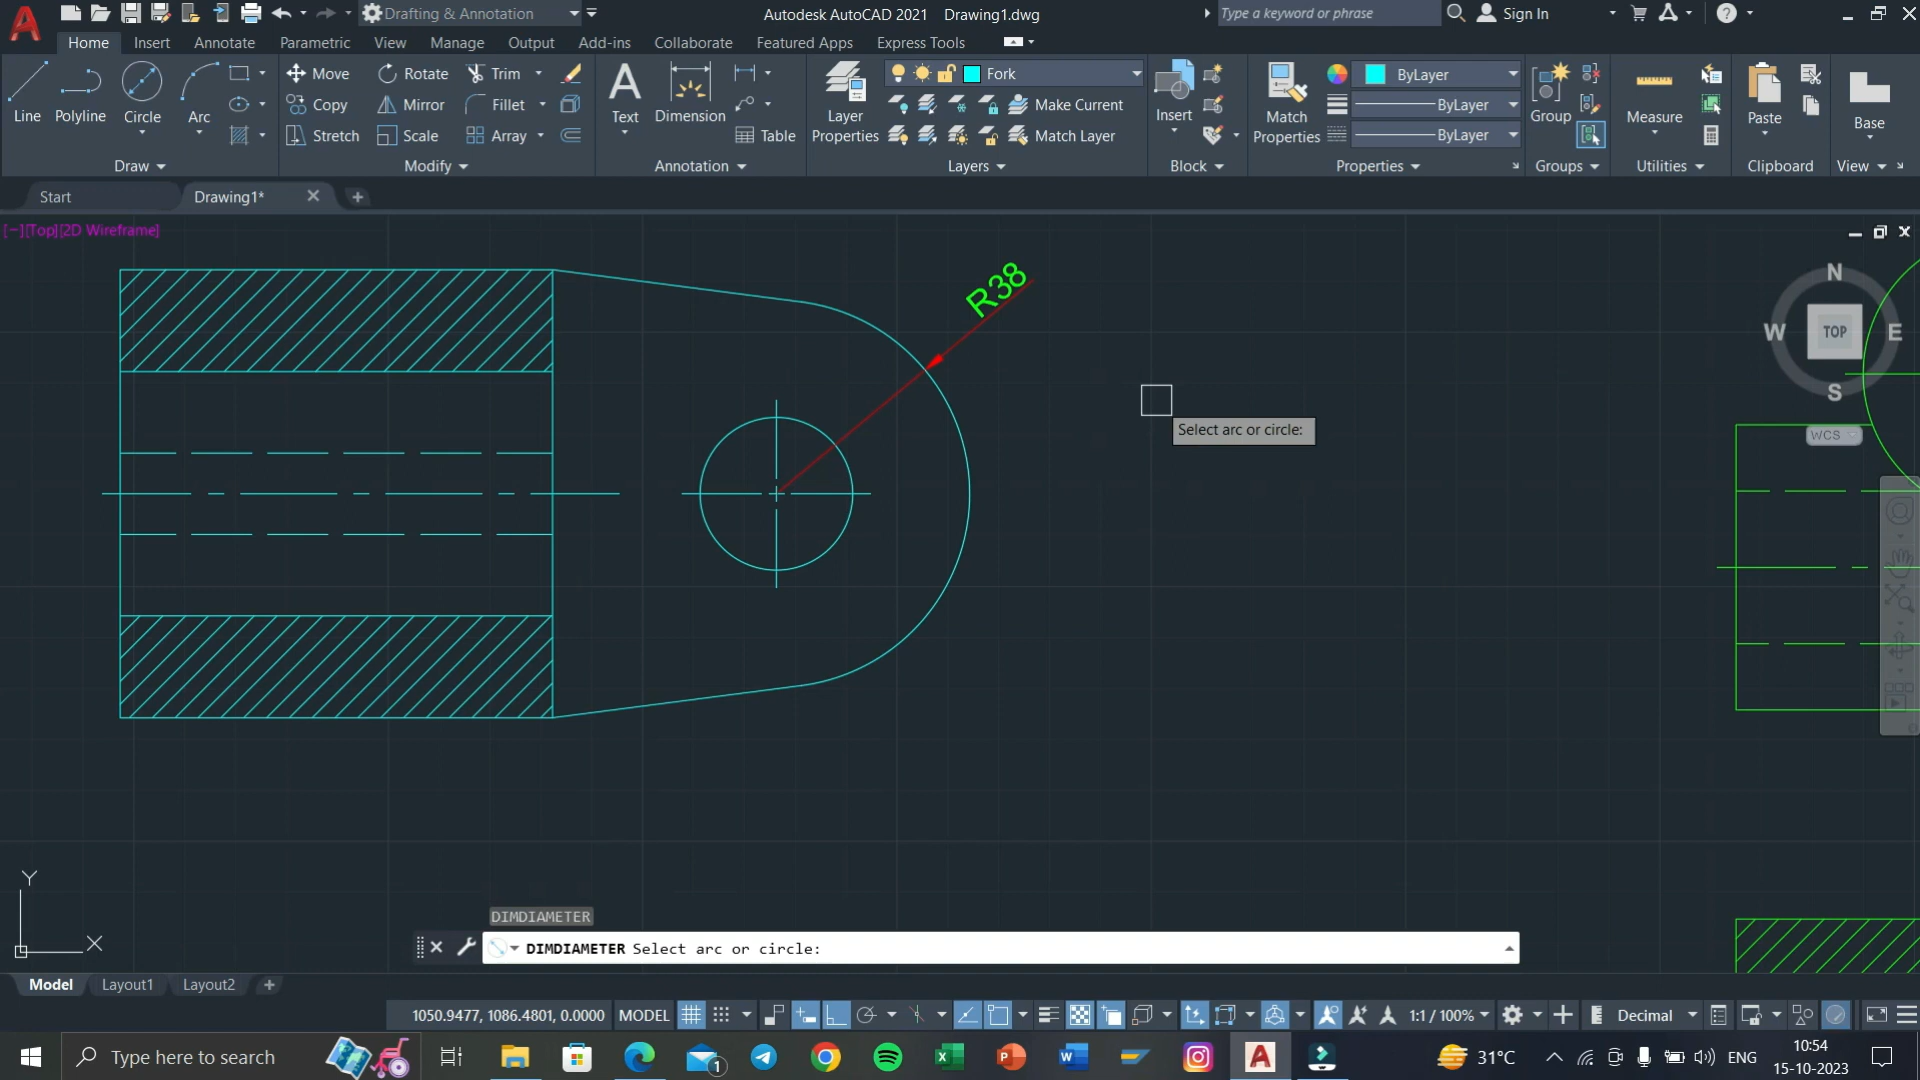 Drafting & Annotation
Autodesk AutoCAD 2021 Drawing1.dwg
Type a keyword or phrase
Sign In
Home Insert Annotate Parametric View Manage Output Add-ins Collaborate Featured Apps Express Tools
Line Polyline Circle Arc
Move Rotate Trim
Copy Mirror Fillet
Stretch Scale Array
Text Dimension Table
Layer Properties
Fork
Make Current
Match Layer
Insert
Match Properties
ByLayer
ByLayer
ByLayer
Group
Measure
Paste
Base
Draw Modify Annotation Layers Block Properties Groups Utilities Clipboard View
Start Drawing1*
[−][Top][2D Wireframe]
R38
N
W TOP E
S
WCS
Select arc or circle:
Y
X
DIMDIAMETER
DIMDIAMETER Select arc or circle:
Model Layout1 Layout2
1050.9477, 1086.4801, 0.0000 MODEL
1:1 / 100%
Decimal
Type here to search
1
31°C
ENG
10:54
15-10-2023